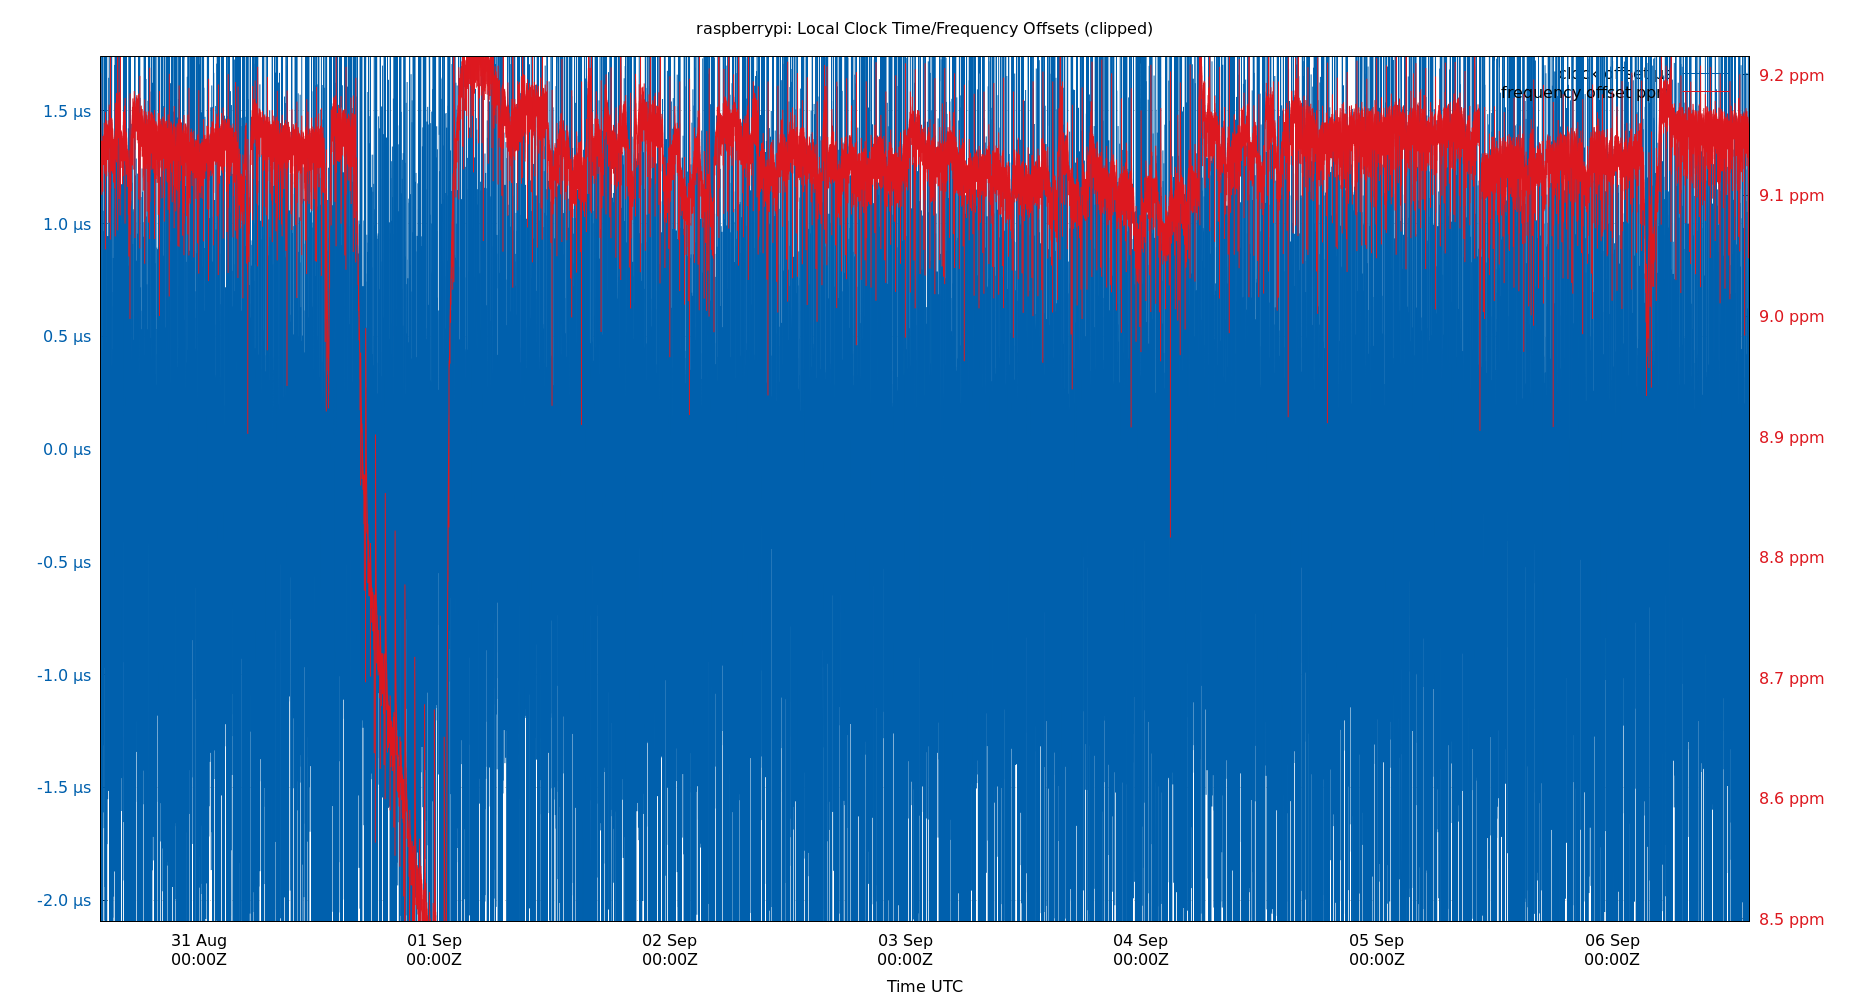 raspberrypi: Local Clock Time/Frequency Offsets (clipped)
clock offset µs
frequency offset ppm
1.5 µs
1.0 µs
0.5 µs
0.0 µs
-0.5 µs
-1.0 µs
-1.5 µs
-2.0 µs
9.2 ppm
9.1 ppm
9.0 ppm
8.9 ppm
8.8 ppm
8.7 ppm
8.6 ppm
8.5 ppm
31 Aug 01 Sep 02 Sep 03 Sep 04 Sep 05 Sep 06 Sep
00:00Z 00:00Z 00:00Z 00:00Z 00:00Z 00:00Z 00:00Z
Time UTC